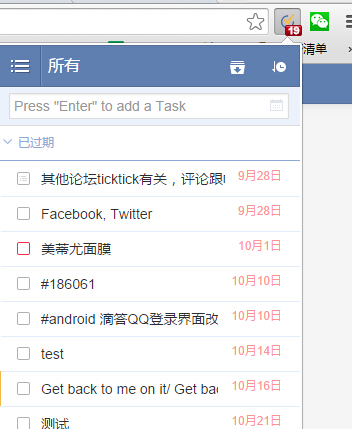 19
清单
所有
Press "Enter" to add a Task
已过期
其他论坛ticktick有关，评论跟 9月28日
Facebook, Twitter 9月28日
美蒂尤面膜 10月1日
#186061 10月10日
#android 滴答QQ登录界面改 10月10日
test 10月14日
Get back to me on it/ Get bac 10月16日
测试 10月21日